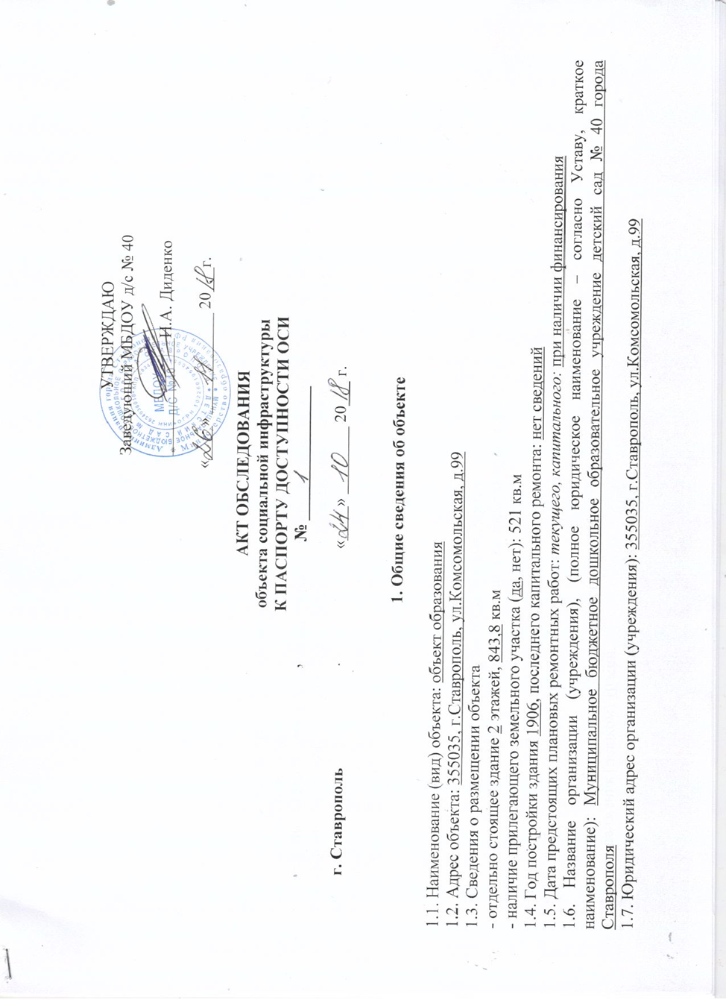 УТВЕРЖДАЮ
Заведующий МБДОУ д/с № 40
И.А. Диденко
«26» 11 2018г.
АКТ ОБСЛЕДОВАНИЯ
объекта социальной инфраструктуры
К ПАСПОРТУ ДОСТУПНОСТИ ОСИ
№ 1
г. Ставрополь «24» 10 2018 г.
1. Общие сведения об объекте
1.1. Наименование (вид) объекта: объект образования
1.2. Адрес объекта: 355035, г.Ставрополь, ул.Комсомольская, д.99
1.3. Сведения о размещении объекта
- отдельно стоящее здание 2 этажей, 843,8 кв.м
- наличие прилегающего земельного участка (да, нет): 521 кв.м
1.4. Год постройки здания 1906, последнего капитального ремонта: нет сведений
1.5. Дата предстоящих плановых ремонтных работ: текущего, капитального: при наличии финансирования
1.6. Название организации (учреждения), (полное юридическое наименование – согласно Уставу, краткое
наименование): Муниципальное бюджетное дошкольное образовательное учреждение детский сад № 40 города
Ставрополя
1.7. Юридический адрес организации (учреждения): 355035, г.Ставрополь, ул.Комсомольская, д.99